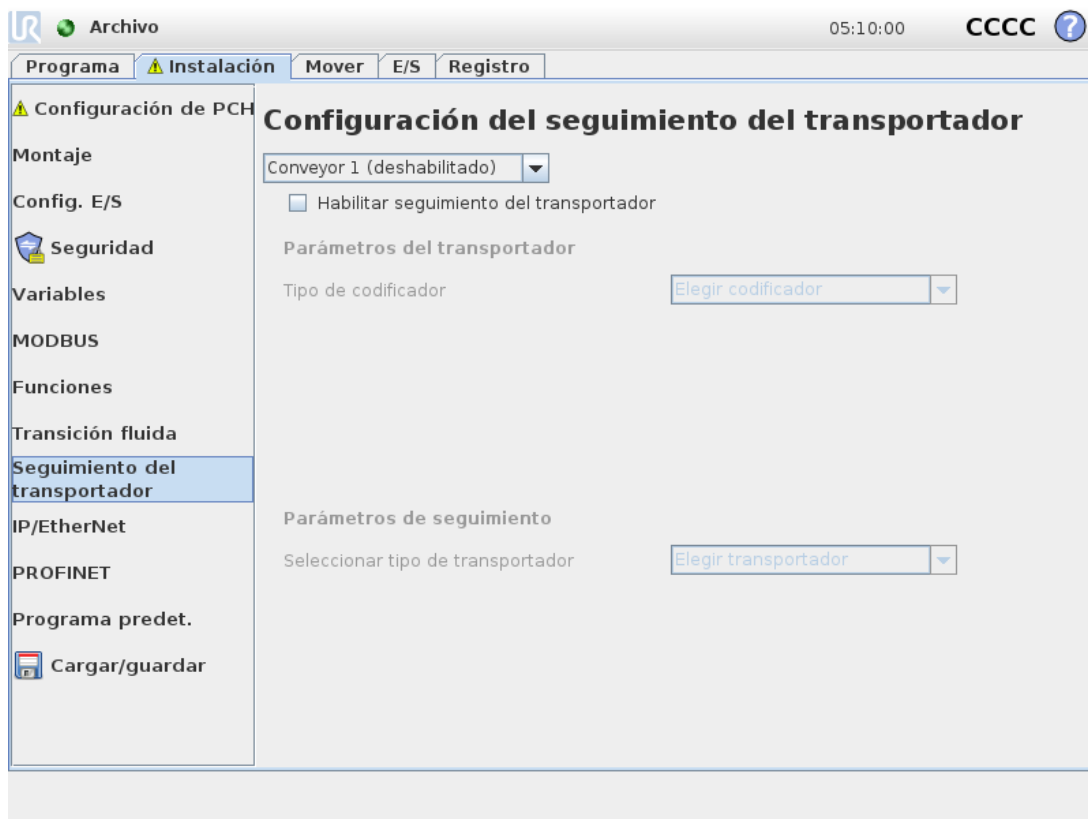 UR Archivo 05:10:00 CCCC ?
Programa Instalación Mover E/S Registro
Configuración de PCH
Montaje
Config. E/S
Seguridad
Variables
MODBUS
Funciones
Transición fluida
Seguimiento del
transportador
IP/EtherNet
PROFINET
Programa predet.
Cargar/guardar
Configuración del seguimiento del transportador
Conveyor 1 (deshabilitado)
Habilitar seguimiento del transportador
Parámetros del transportador
Tipo de codificador Elegir codificador
Parámetros de seguimiento
Seleccionar tipo de transportador Elegir transportador